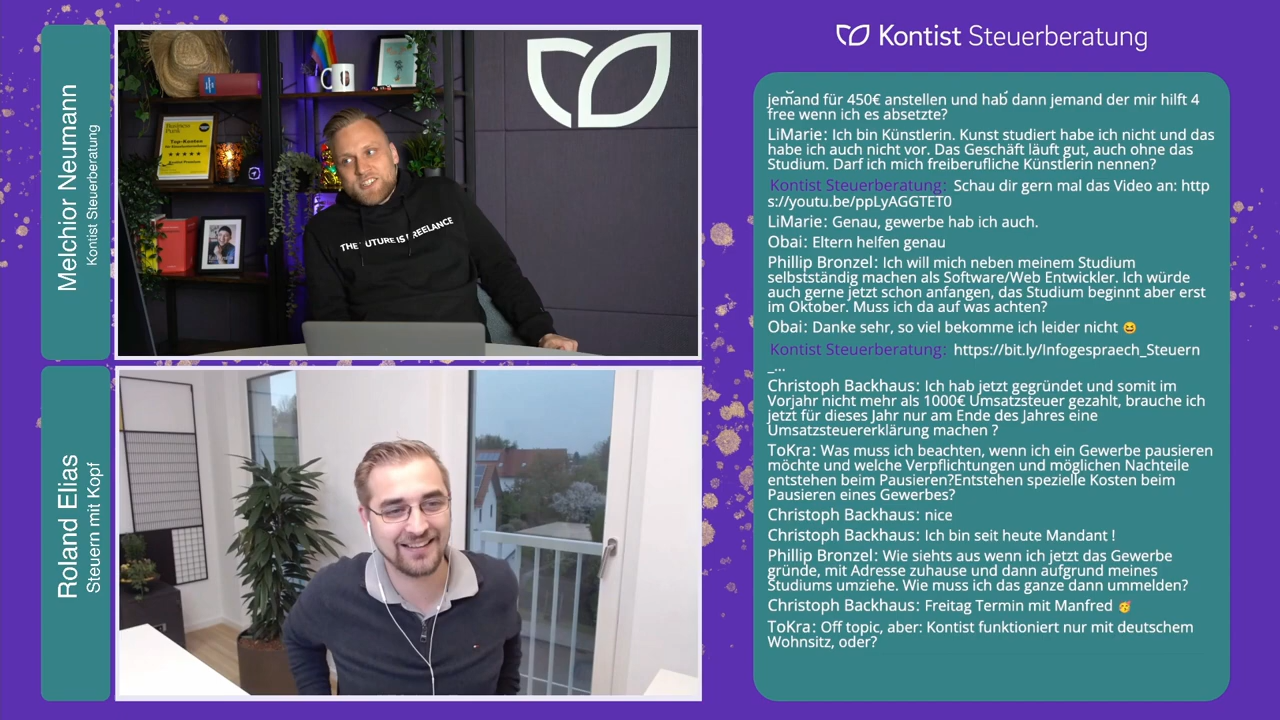 Melchior Neumann
Kontist Steuerberatung
Business Punk
Top-Kanzlei
THE FUTURE IS FREELANCE
Roland Elias
Steuern mit Kopf
Kontist Steuerberatung
jemand für 450€ anstellen und hab dann jemand der mir hilft 4
free wenn ich es absetzte?
LiMarie: Ich bin Künstlerin. Kunst studiert habe ich nicht und das
habe ich auch nicht vor. Das Geschäft läuft gut, auch ohne das
Studium. Darf ich mich freiberufliche Künstlerin nennen?
Kontist Steuerberatung: Schau dir gern mal das Video an: http
s://youtu.be/ppLyAGGTET0
LiMarie: Genau, gewerbe hab ich auch.
Obai: Eltern helfen genau
Phillip Bronzel: Ich will mich neben meinem Studium
selbstständig machen als Software/Web Entwickler. Ich würde
auch gerne jetzt schon anfangen, das Studium beginnt aber erst
im Oktober. Muss ich da auf was achten?
Obai: Danke sehr, so viel bekomme ich leider nicht 😆
Kontist Steuerberatung: https://bit.ly/Infogespraech_Steuern
_...
Christoph Backhaus: Ich hab jetzt gegründet und somit im
Vorjahr nicht mehr als 1000€ Umsatzsteuer gezahlt, brauche ich
jetzt für dieses Jahr nur am Ende des Jahres eine
Umsatzsteuererklärung machen ?
ToKra: Was muss ich beachten, wenn ich ein Gewerbe pausieren
möchte und welche Verpflichtungen und möglichen Nachteile
entstehen beim Pausieren?Entstehen spezielle Kosten beim
Pausieren eines Gewerbes?
Christoph Backhaus: nice
Christoph Backhaus: Ich bin seit heute Mandant !
Phillip Bronzel: Wie siehts aus wenn ich jetzt das Gewerbe
gründe, mit Adresse zuhause und dann aufgrund meines
Studiums umziehe. Wie muss ich das ganze dann ummelden?
Christoph Backhaus: Freitag Termin mit Manfred 🥳
ToKra: Off topic, aber: Kontist funktioniert nur mit deutschem
Wohnsitz, oder?